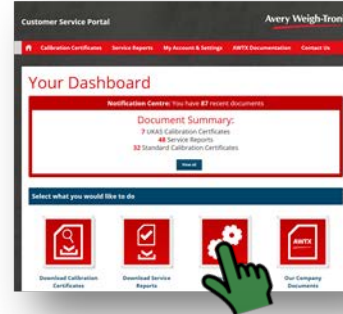 Customer Service Portal
Avery Weigh-Tron
Calibration Certificates Service Reports My Account & Settings AWTX Documentation Contact Us
Your Dashboard
Notification Centre: You have 87 recent documents
Document Summary:
7 UKAS Calibration Certificates
48 Service Reports
32 Standard Calibration Certificates
View all
Select what you would like to do
AWTX
Download Calibration
Certificates
Download Service
Reports
Our Company
Documents